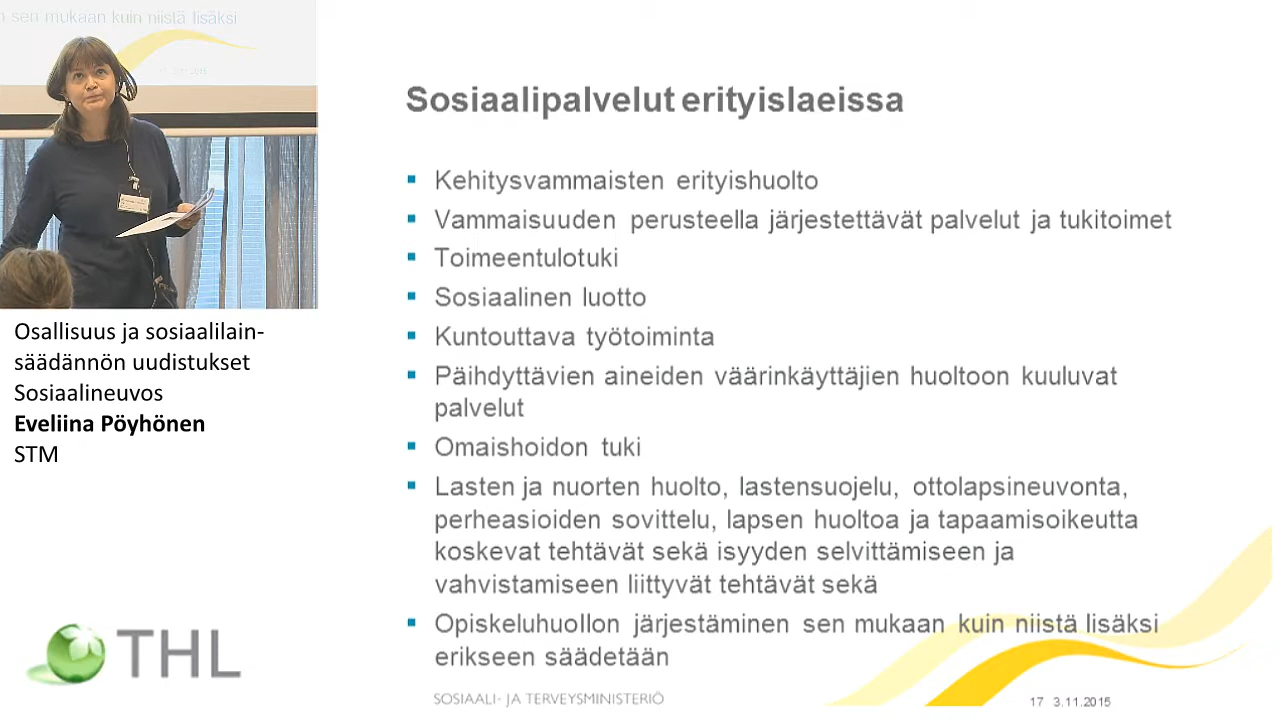 n sen mukaan kuin niistä lisäksi
Osallisuus ja sosiaalilain-
säädännön uudistukset
Sosiaalineuvos
Eveliina Pöyhönen
STM
THL
Sosiaalipalvelut erityislaeissa
Kehitysvammaisten erityishuolto
Vammaisuuden perusteella järjestettävät palvelut ja tukitoimet
Toimeentulotuki
Sosiaalinen luotto
Kuntouttava työtoiminta
Päihdyttävien aineiden väärinkäyttäjien huoltoon kuuluvat
palvelut
Omaishoidon tuki
Lasten ja nuorten huolto, lastensuojelu, ottolapsineuvonta,
perheasioiden sovittelu, lapsen huoltoa ja tapaamisoikeutta
koskevat tehtävät sekä isyyden selvittämiseen ja
vahvistamiseen liittyvät tehtävät sekä
Opiskeluhuollon järjestäminen sen mukaan kuin niistä lisäksi
erikseen säädetään
SOSIAALI- JA TERVEYSMINISTERIÖ
17 3.11.2015